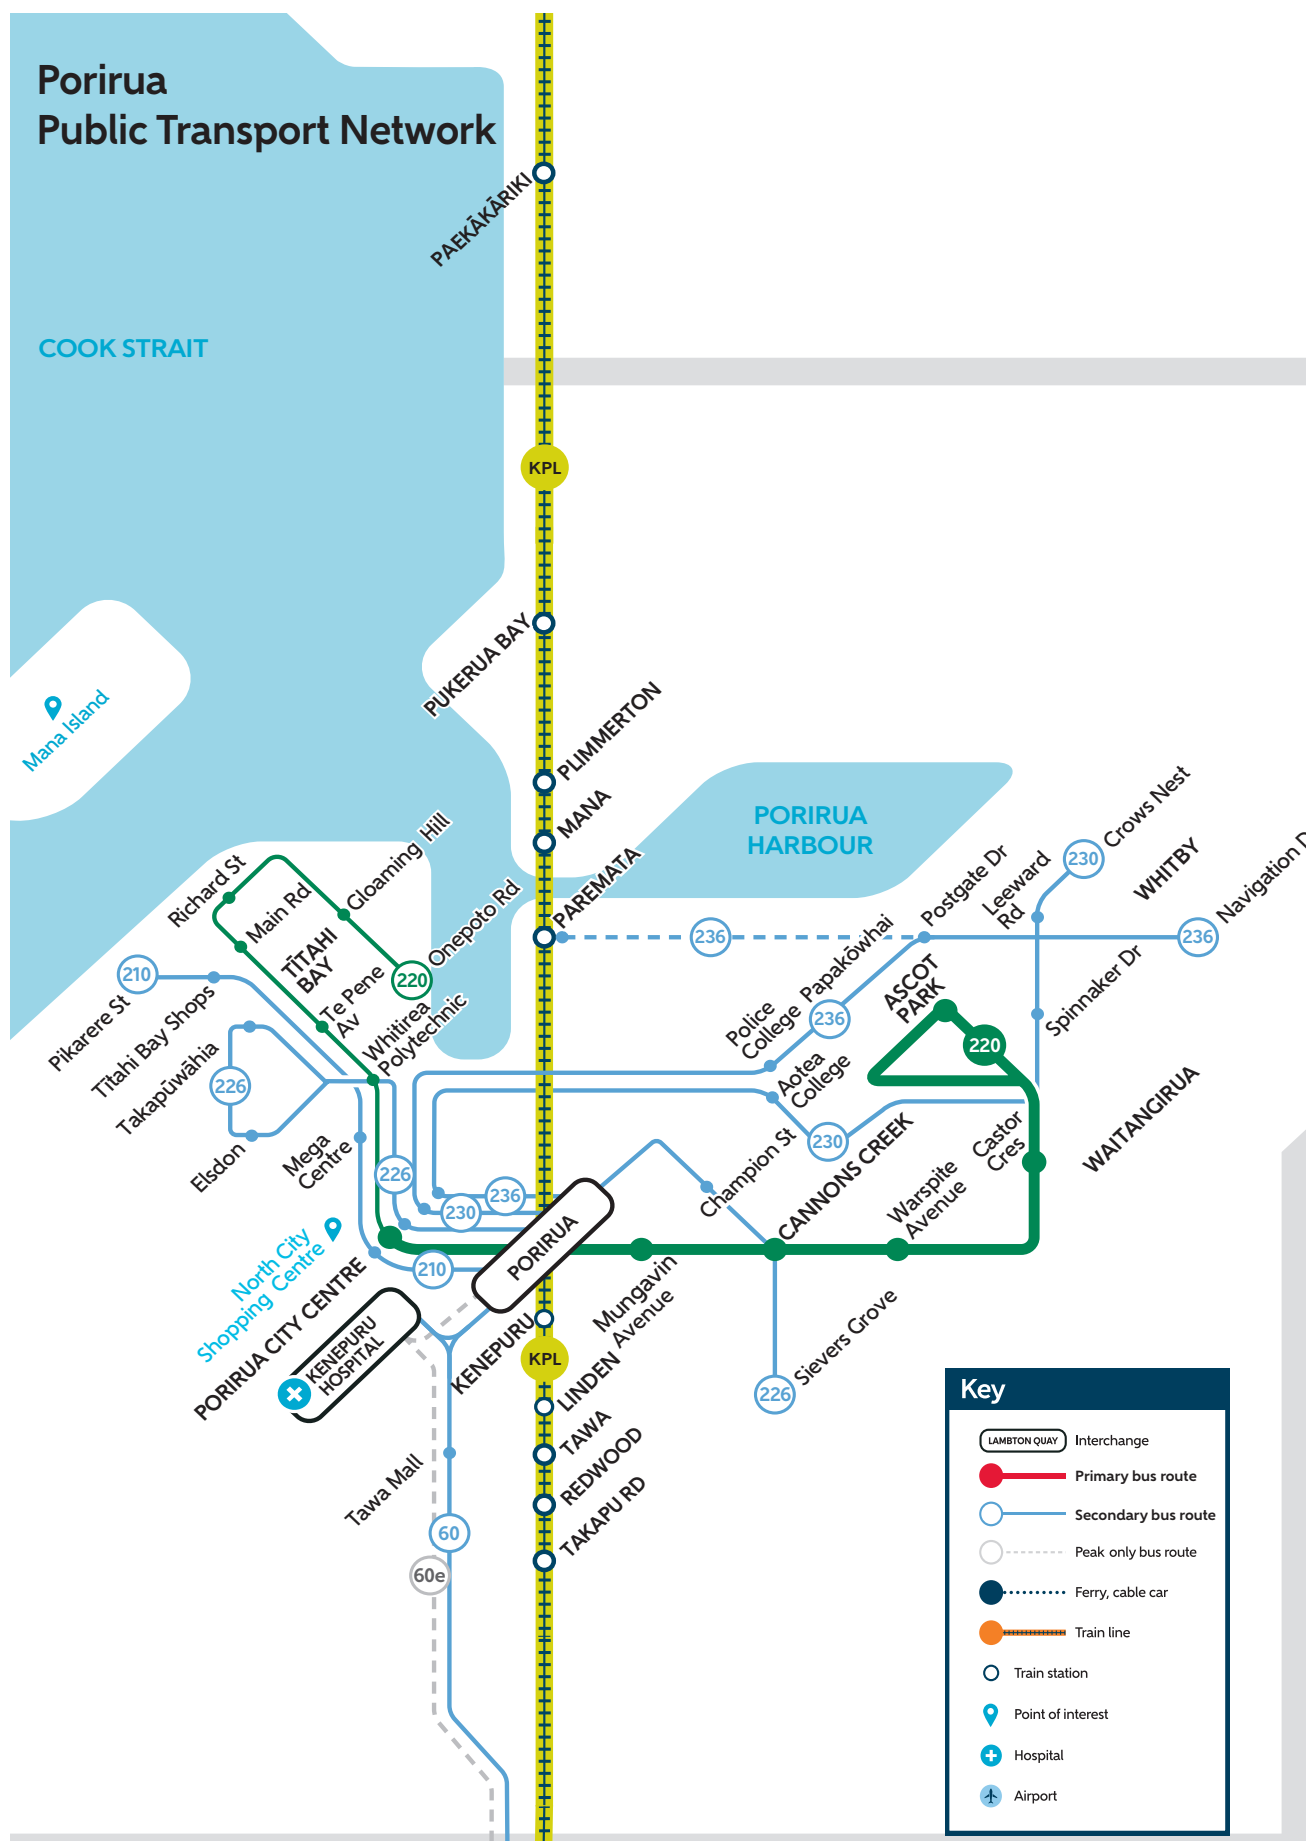 Porirua
Public Transport Network
PAEKĀKĀRIKI
COOK STRAIT
KPL
PUKERUA BAY
Mana Island
PLIMMERTON
MANA
PORIRUA
HARBOUR
PAREMATA
Crows Nest
230
WHITBY
Navigation D
236
Leeward
Rd
Postgate Dr
236
Richard St
Main Rd
Gloaming Hill
TĪTAHI
BAY
Onepoto Rd
220
210
Pikarere St
Tītahi Bay Shops
Te Pene
Av
Whitirea
Polytechnic
Takapūwāhia
226
Elsdon
Mega
Centre
Papakōwhai
236
Police
College
Aotea
College
ASCOT
PARK
220
Spinnaker Dr
WAITANGIRUA
Castor
Cres
230
Champion St
CANNONS CREEK
Warspite
Avenue
226
236
230
210
PORIRUA
North City
Shopping Centre
PORIRUA CITY CENTRE
KENEPURU
HOSPITAL
Mungavin
Avenue
KENEPURU
KPL
LINDEN
Sievers Grove
226
TAWA
REDWOOD
TAKAPU RD
Tawa Mall
60
60e
Key
LAMBTON QUAY Interchange
Primary bus route
Secondary bus route
Peak only bus route
Ferry, cable car
Train line
Train station
Point of interest
Hospital
Airport